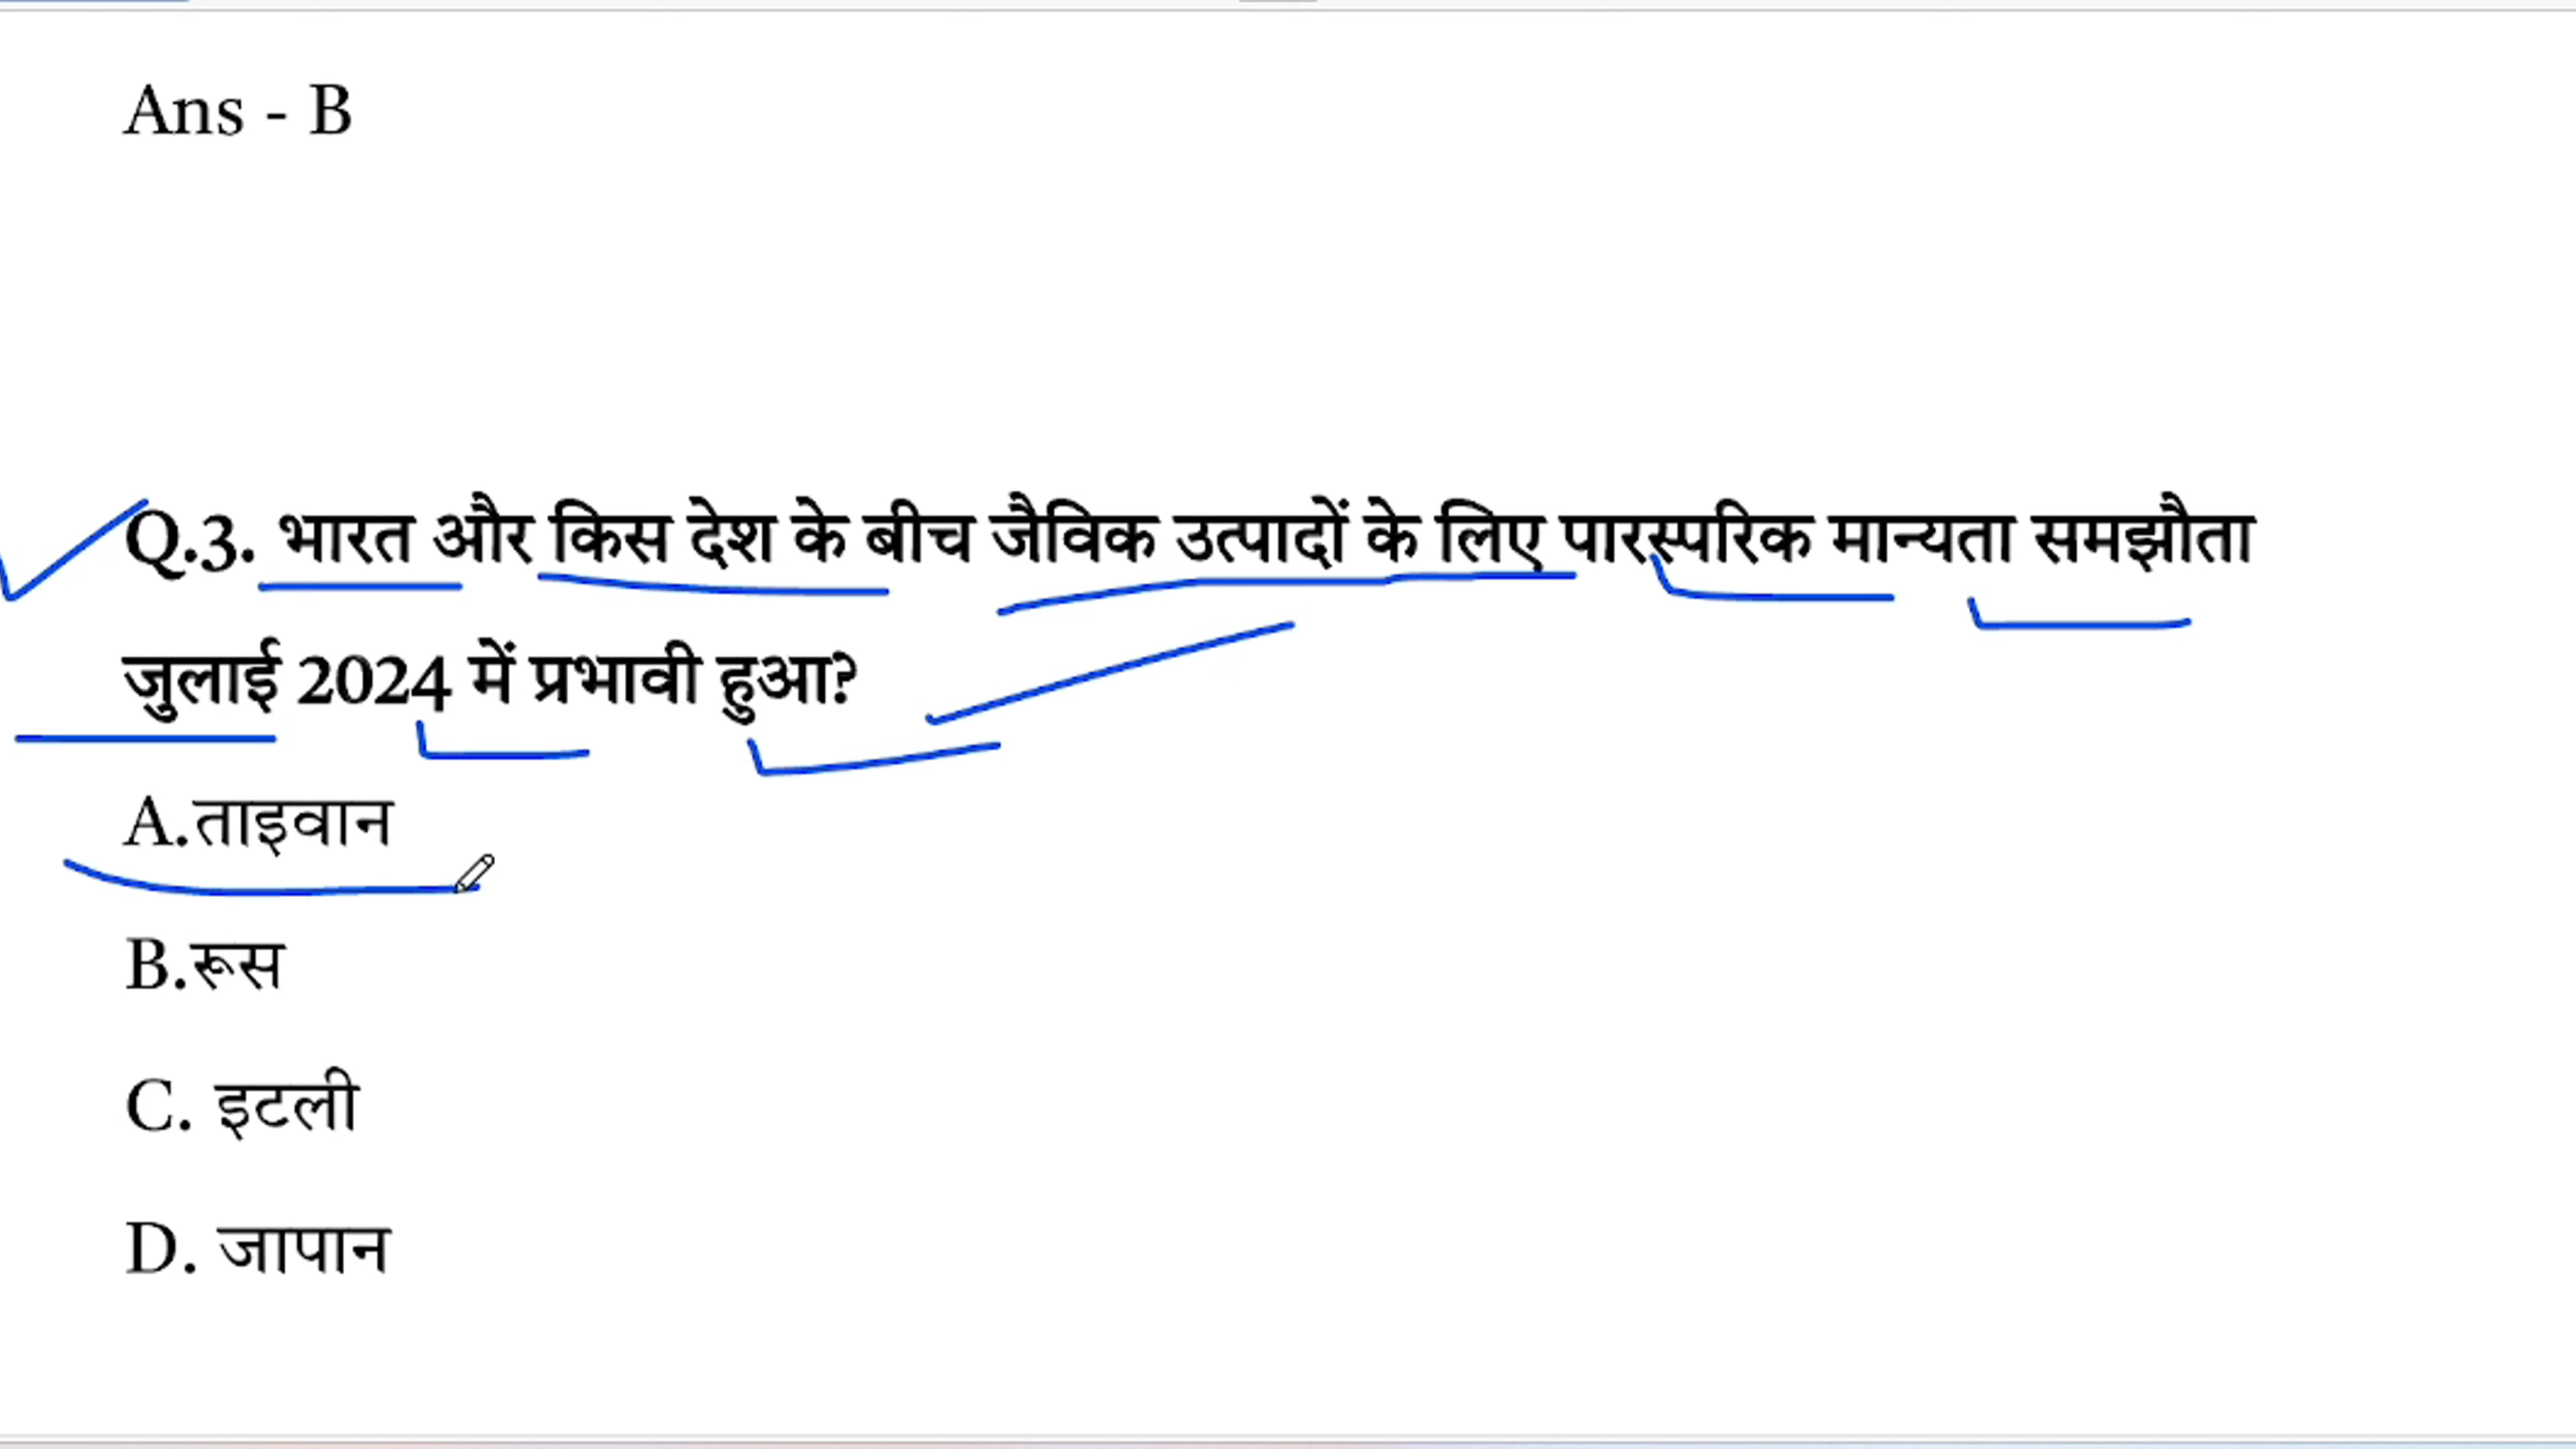 Ans - B
Q.3. भारत और किस देश के बीच जैविक उत्पादों के लिए पारस्परिक मान्यता समझौता
जुलाई 2024 में प्रभावी हुआ?
A.ताइवान
B.रूस
C. इटली
D. जापान